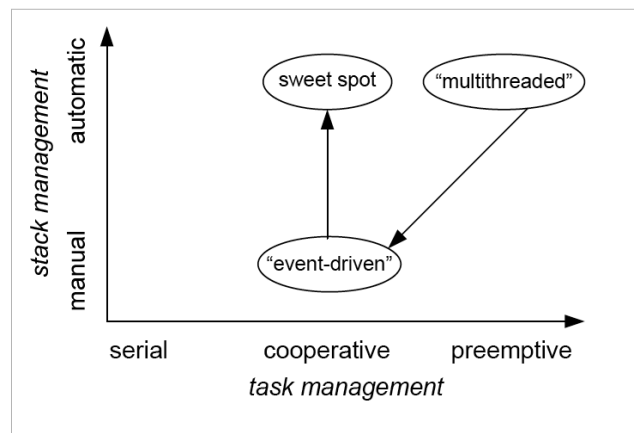 automatic
stack management
manual
sweet spot
“multithreaded”
“event-driven”
serial
cooperative
preemptive
task management